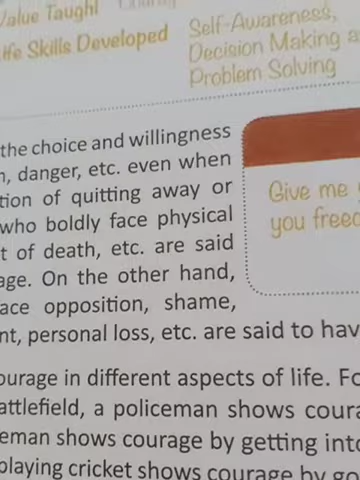 Value Taught
Life Skills Developed
Self-Awareness,
Decision Making a
Problem Solving
the choice and willingness
n, danger, etc. even when
tion of quitting away or
who boldly face physical
t of death, etc. are said
age. On the other hand,
ace opposition, shame,
nt, personal loss, etc. are said to hav
Give me
you freed
ourage in different aspects of life. Fo
attlefield, a policeman shows coura
eman shows courage by getting into
playing cricket shows courage by go